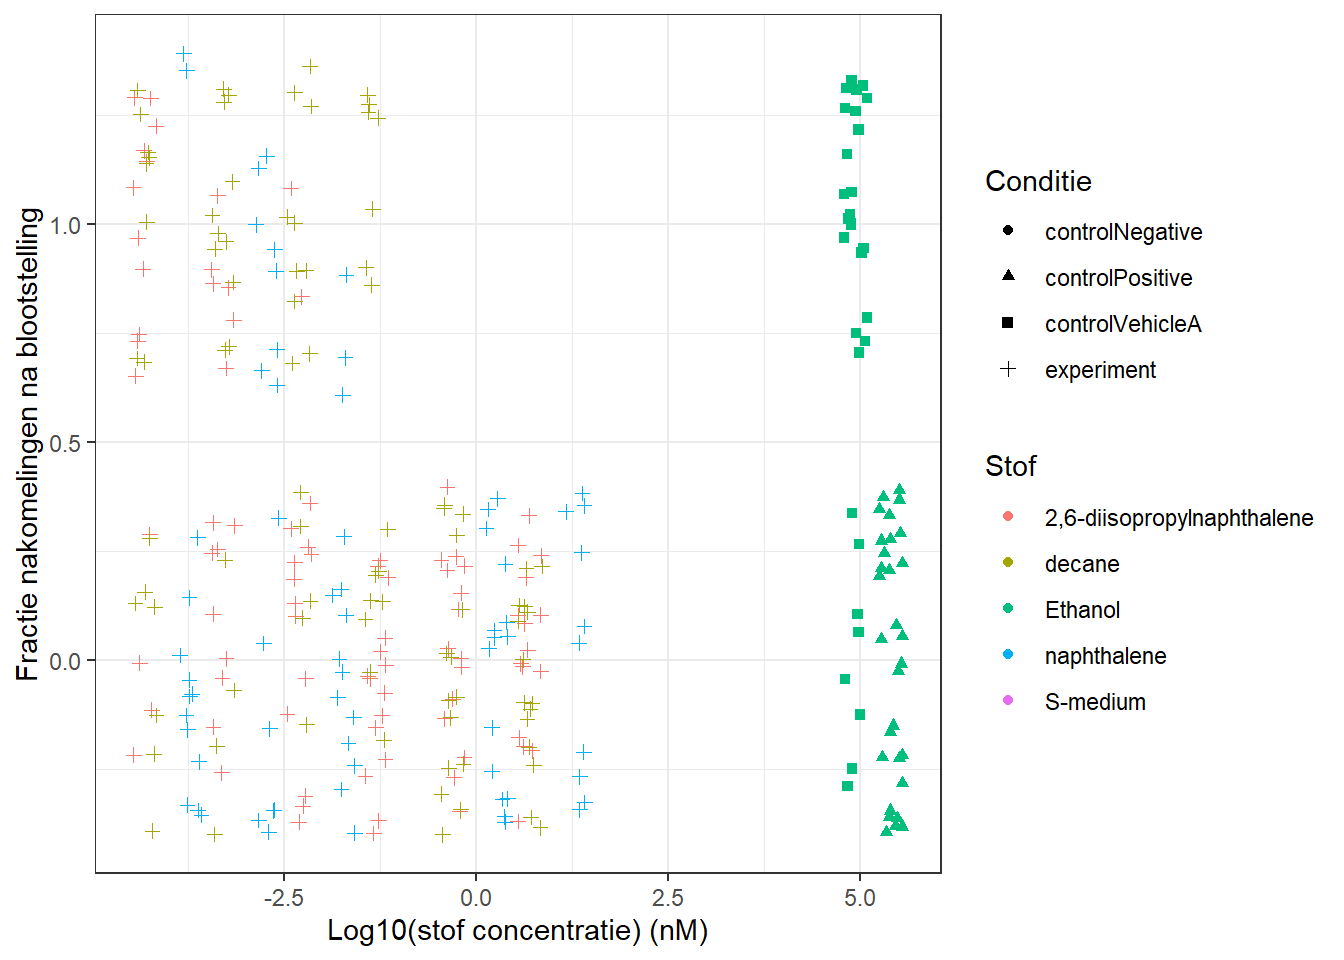 Fractie nakomelingen na blootstelling
1.0
0.5
0.0
-2.5
0.0
2.5
5.0
Log10(stof concentratie) (nM)
Conditie
controlNegative
controlPositive
controlVehicleA
experiment
Stof
2,6-diisopropylnaphthalene
decane
Ethanol
naphthalene
S-medium